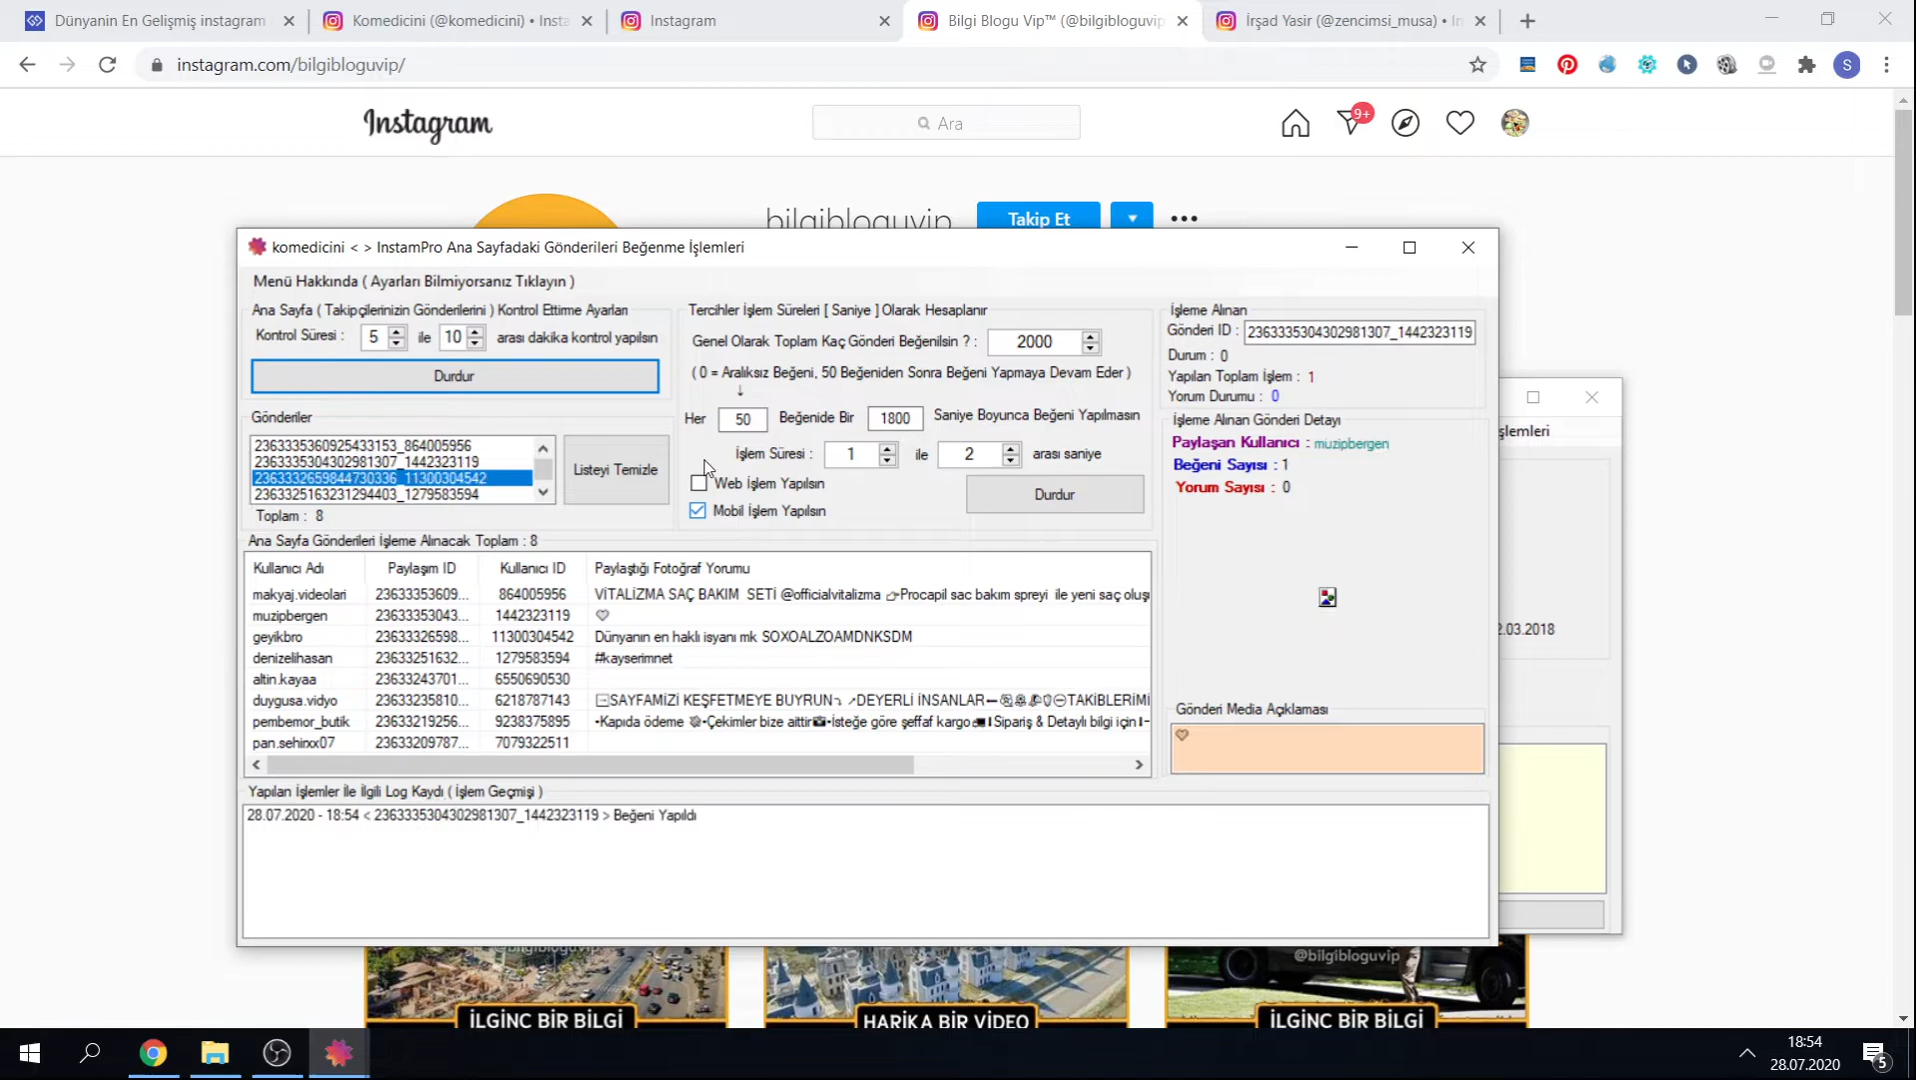 Dünyanın En Gelişmiş instagram
Komedicini (@komedicini) • Insta
Instagram
Bilgi Blogu Vip™ (@bilgibloguvip
İrşad Yasir (@zencimsi_musa) • In
instagram.com/bilgibloguvip/
S
Instagram
Ara
9+
bilgibloguvip
Takip Et
komedicini < > InstamPro Ana Sayfadaki Gönderileri Beğenme İşlemleri
Menü Hakkında ( Ayarları Bilmiyorsanız Tıklayın )
Ana Sayfa ( Takipçilerinizin Gönderilerini ) Kontrol Ettirme Ayarları
Kontrol Süresi : 5 ile 10 arası dakika kontrol yapılsın
Durdur
Gönderiler
2363335360925433153_864005956
2363335304302981307_1442323119
2363332659844730336_11300304542
2363325163231294403_1279583594
Listeyi Temizle
Toplam : 8
Tercihler İşlem Süreleri [ Saniye ] Olarak Hesaplanır
Genel Olarak Toplam Kaç Gönderi Beğenilsin ? : 2000
( 0 = Aralıksız Beğeni, 50 Beğeniden Sonra Beğeni Yapmaya Devam Eder )
↓
Her 50 Beğenide Bir 1800 Saniye Boyunca Beğeni Yapılmasın
İşlem Süresi : 1 ile 2 arası saniye
Web İşlem Yapılsın
Mobil İşlem Yapılsın
Durdur
İşleme Alınan
Gönderi ID : 2363335304302981307_1442323119
Durum : 0
Yapılan Toplam İşlem : 1
Yorum Durumu : 0
İşleme Alınan Gönderi Detayı
Paylaşan Kullanıcı : muzipbergen
Beğeni Sayısı : 1
Yorum Sayısı : 0
şlemleri
2.03.2018
Ana Sayfa Gönderileri İşleme Alınacak Toplam : 8
Kullanıcı Adı Paylaşım ID Kullanıcı ID Paylaştığı Fotoğraf Yorumu
makyaj.videolari 23633353609... 864005956 VİTALİZMA SAÇ BAKIM SETİ @officialvitalizma 👉Procapil sac bakım spreyi ile yeni saç oluşu
muzipbergen 23633353043... 1442323119 ♡
geyikbro 23633326598... 11300304542 Dünyanın en haklı isyanı mk SOXOALZOAMDNKSDM
denizelihasan 23633251632... 1279583594 #kayserimnet
altin.kayaa 23633243701... 6550690530
duygusa.vidyo 23633235810... 6218787143 SAYFAMİZİ KEŞFETMEYE BUYRUN DEYERLİ İNSANLAR TAKİBLERİMİ
pembemor_butik 23633219256... 9238375895 •Kapıda ödeme •Çekimler bize aittir •İsteğe göre şeffaf kargo Sipariş & Detaylı bilgi için
pan.sehirxx07 23633209787... 7079322511
Gönderi Media Açıklaması
♡
Yapılan İşlemler İle İlgili Log Kaydı ( İşlem Geçmişi )
28.07.2020 - 18:54 < 2363335304302981307_1442323119 > Beğeni Yapıldı
@bilgibloguvip
@bilgibloguvip
İLGİNÇ BİR BİLGİ
HARİKA BİR VİDEO
İLGİNÇ BİR BİLGİ
18:54
28.07.2020
5